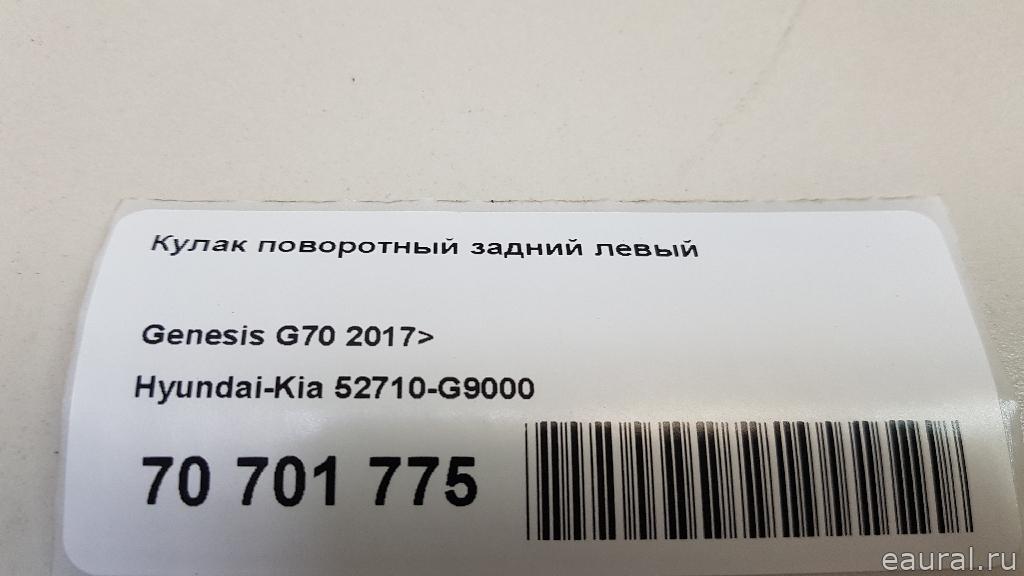 Кулак поворотный задний левый
Genesis G70 2017>
Hyundai-Kia 52710-G9000
70 701 775
eaural.ru